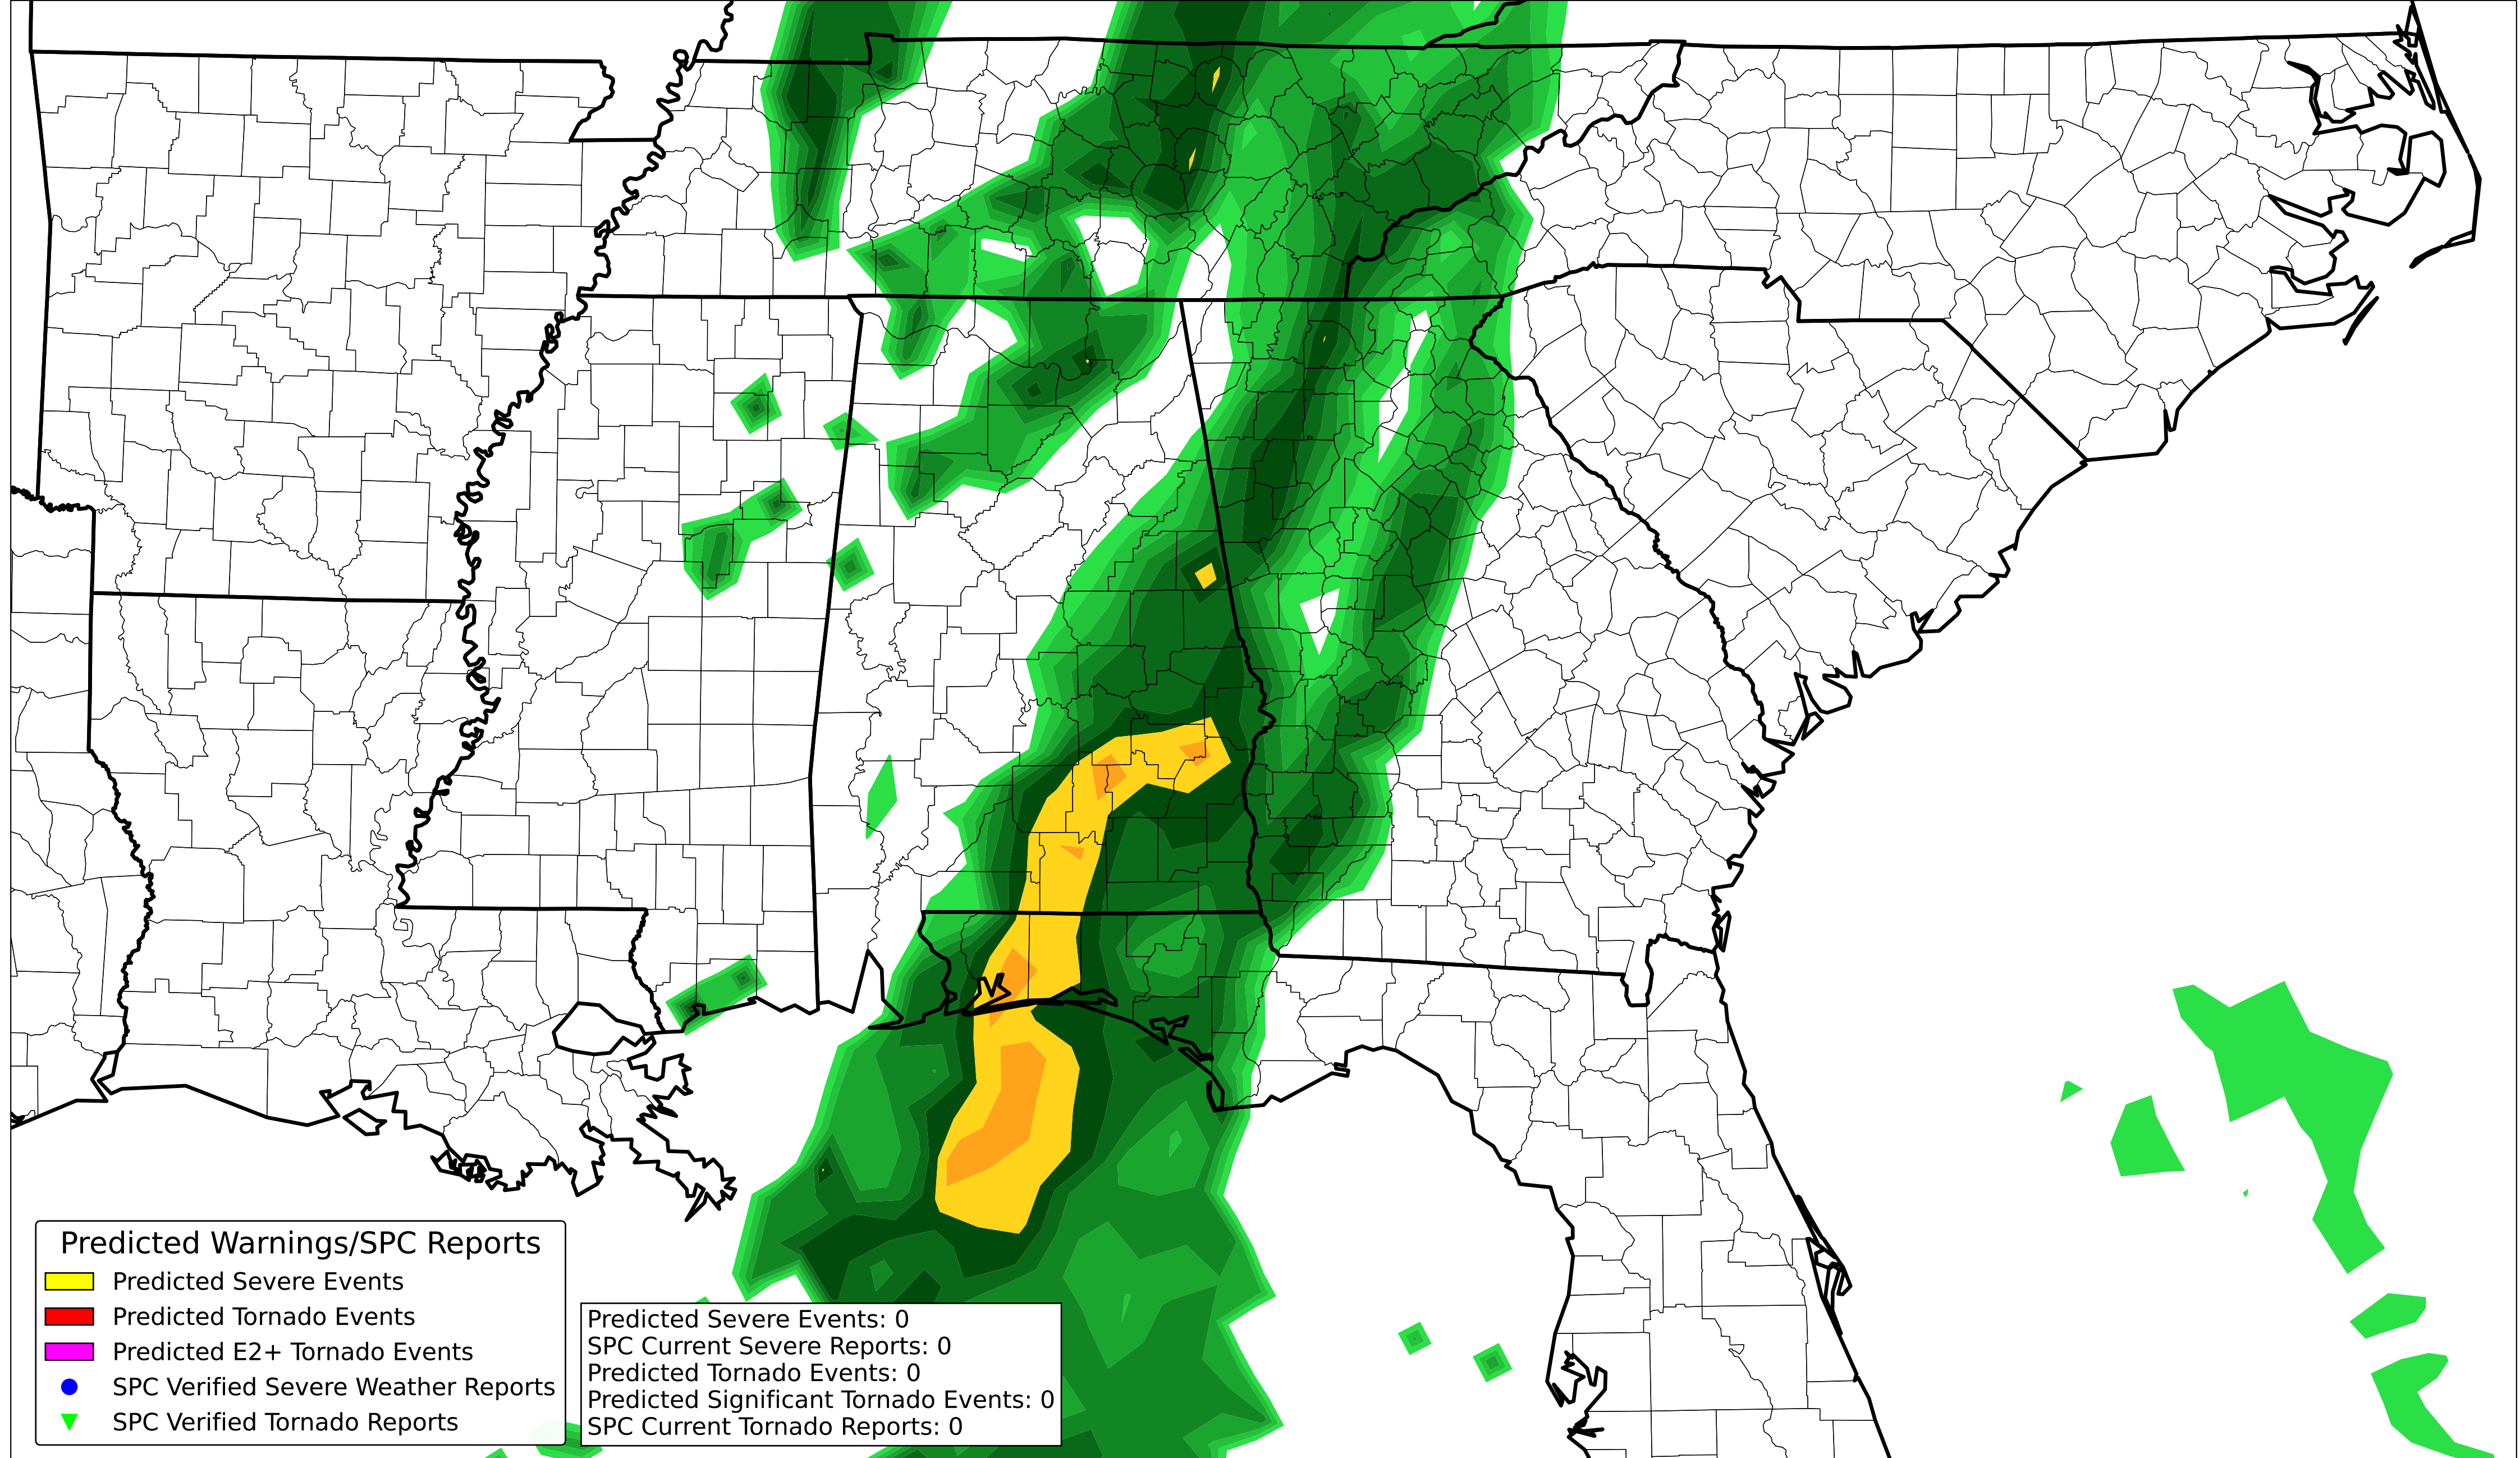 Predicted Warnings/SPC Reports
Predicted Severe Events
Predicted Tornado Events
Predicted E2+ Tornado Events
SPC Verified Severe Weather Reports
SPC Verified Tornado Reports
Predicted Severe Events: 0
SPC Current Severe Reports: 0
Predicted Tornado Events: 0
Predicted Significant Tornado Events: 0
SPC Current Tornado Reports: 0